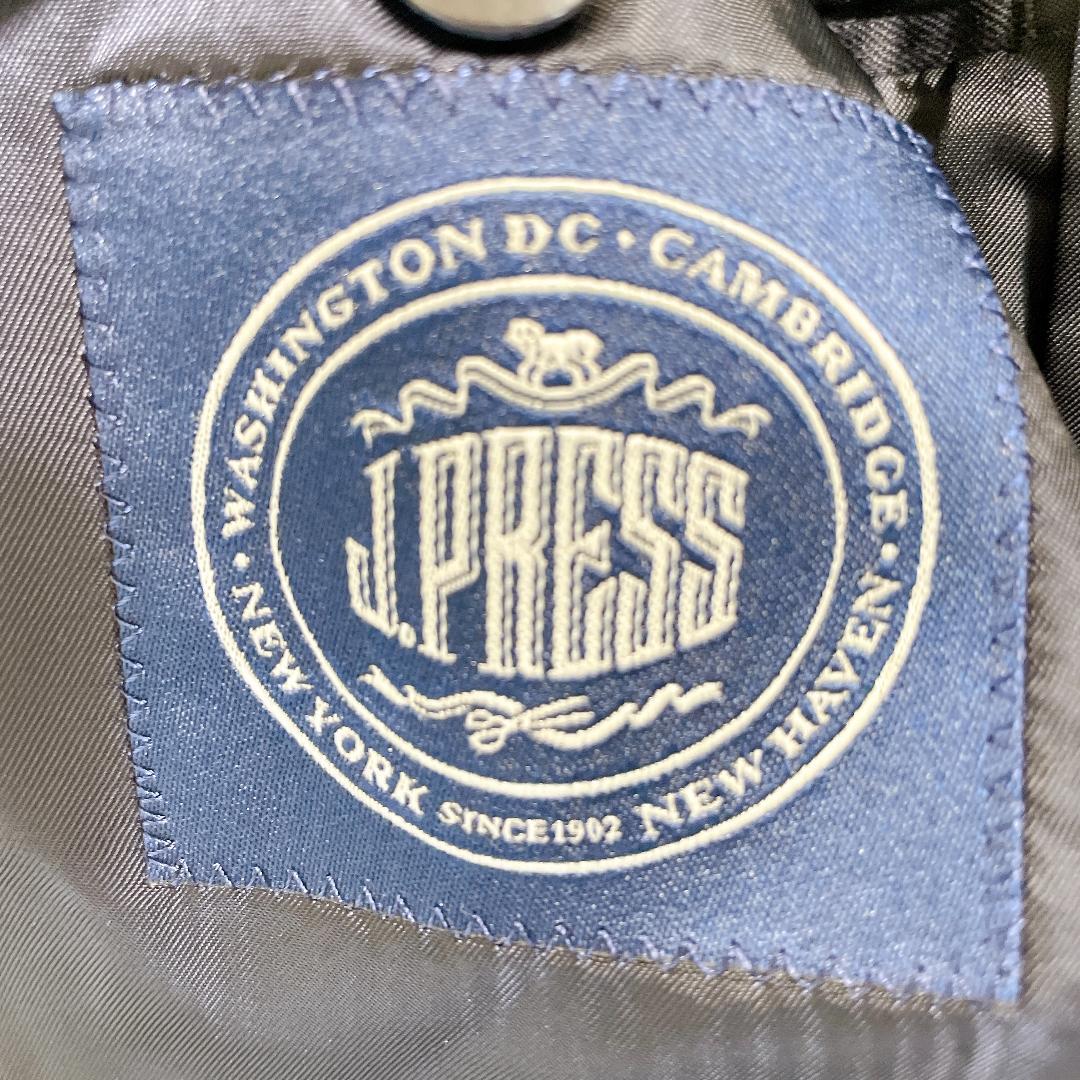 WASHINGTON DC • CAMBRIDGE •
J.PRESS
• NEW YORK SINCE1902 NEW HAVEN